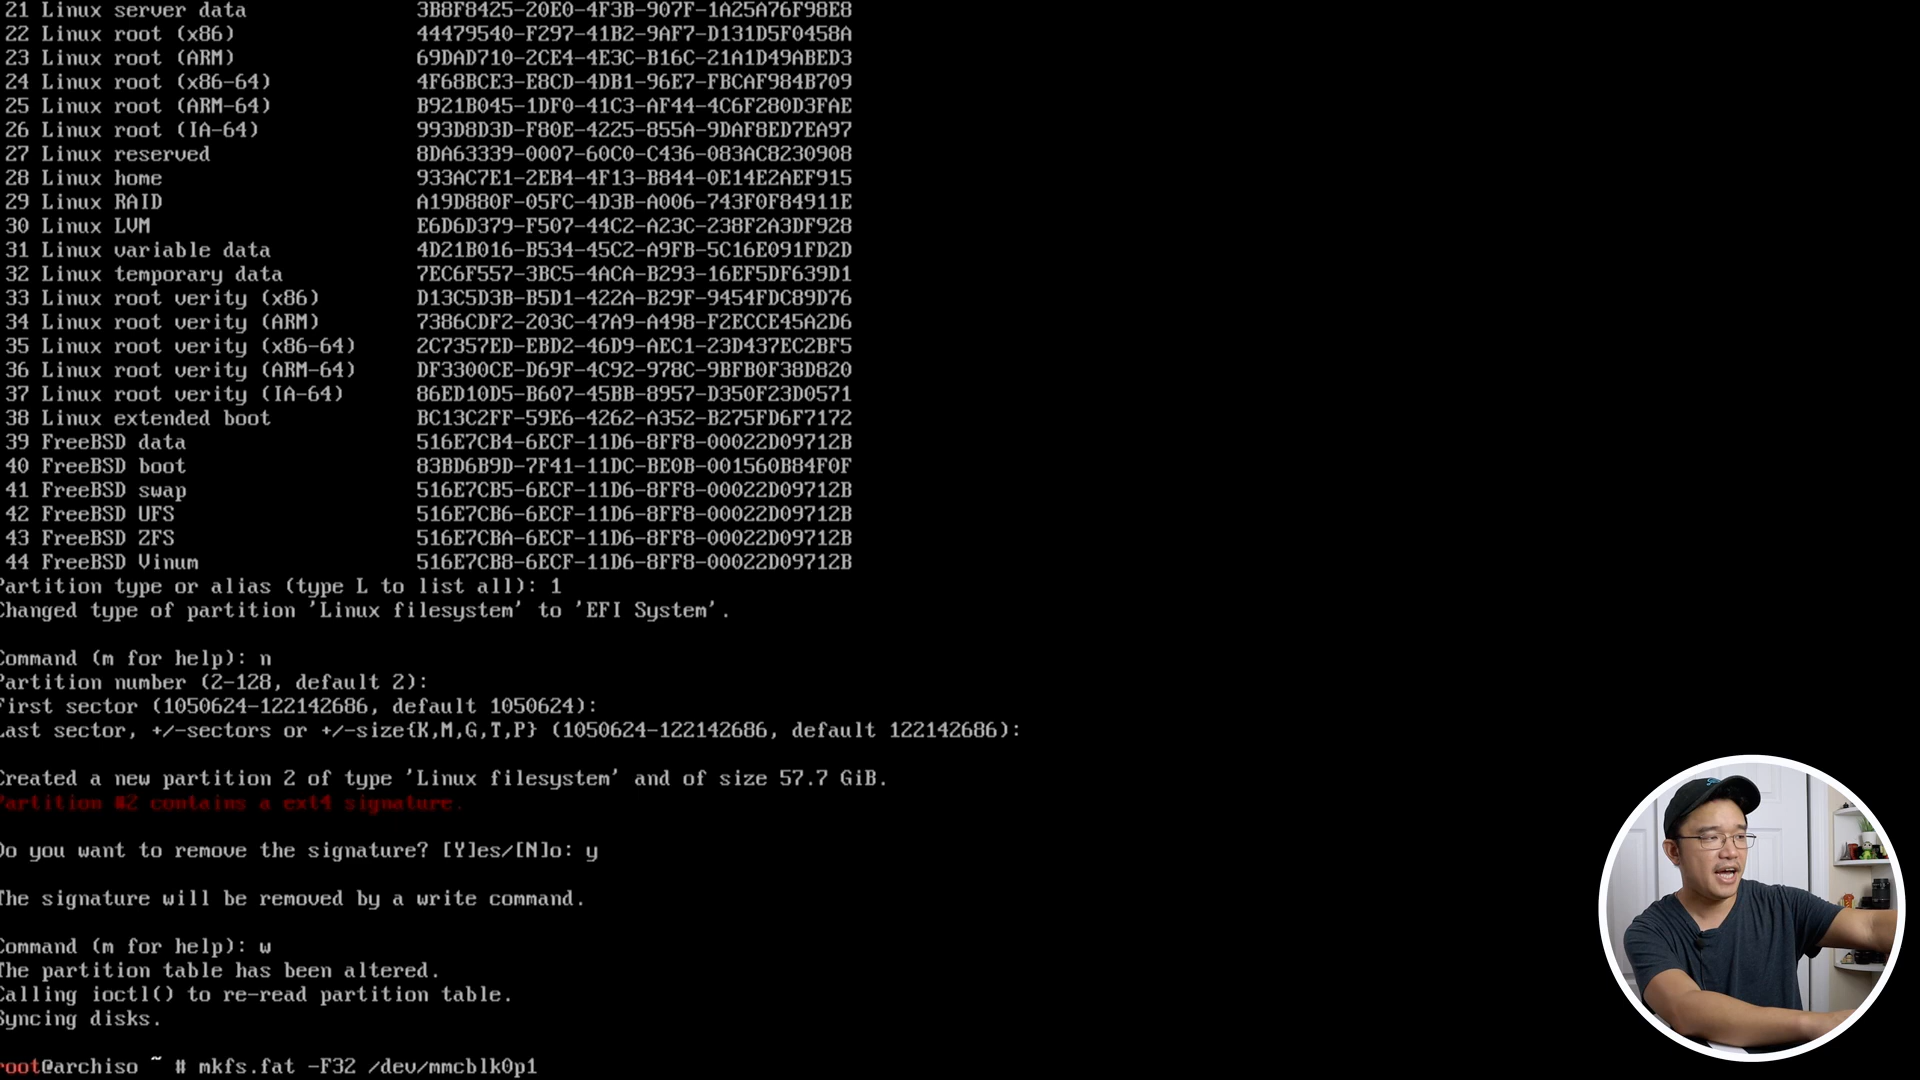 21 Linux server data 3B8F8425-20E0-4F3B-907F-1A25A76F98E8
22 Linux root (x86) 44479540-F297-41B2-9AF7-D131D5F0458A
23 Linux root (ARM) 69DAD710-2CE4-4E3C-B16C-21A1D49ABED3
24 Linux root (x86-64) 4F68BCE3-E8CD-4DB1-96E7-FBCAF984B709
25 Linux root (ARM-64) B921B045-1DF0-41C3-AF44-4C6F280D3FAE
26 Linux root (IA-64) 993D8D3D-F80E-4225-855A-9DAF8ED7EA97
27 Linux reserved 8DA63339-0007-60C0-C436-083AC8230908
28 Linux home 933AC7E1-2EB4-4F13-B844-0E14E2AEF915
29 Linux RAID A19D880F-05FC-4D3B-A006-743F0F84911E
30 Linux LVM E6D6D379-F507-44C2-A23C-238F2A3DF928
31 Linux variable data 4D21B016-B534-45C2-A9FB-5C16E091FD2D
32 Linux temporary data 7EC6F557-3BC5-4ACA-B293-16EF5DF639D1
33 Linux root verity (x86) D13C5D3B-B5D1-422A-B29F-9454FDC89D76
34 Linux root verity (ARM) 7386CDF2-203C-47A9-A498-F2ECCE45A2D6
35 Linux root verity (x86-64) 2C7357ED-EBD2-46D9-AEC1-23D437EC2BF5
36 Linux root verity (ARM-64) DF3300CE-D69F-4C92-978C-9BFB0F38D820
37 Linux root verity (IA-64) 86ED10D5-B607-45BB-8957-D350F23D0571
38 Linux extended boot BC13C2FF-59E6-4262-A352-B275FD6F7172
39 FreeBSD data 516E7CB4-6ECF-11D6-8FF8-00022D09712B
40 FreeBSD boot 83BD6B9D-7F41-11DC-BE0B-001560B84F0F
41 FreeBSD swap 516E7CB5-6ECF-11D6-8FF8-00022D09712B
42 FreeBSD UFS 516E7CB6-6ECF-11D6-8FF8-00022D09712B
43 FreeBSD ZFS 516E7CBA-6ECF-11D6-8FF8-00022D09712B
44 FreeBSD Vinum 516E7CB8-6ECF-11D6-8FF8-00022D09712B
Partition type or alias (type L to list all): 1
Changed type of partition 'Linux filesystem' to 'EFI System'.
Command (m for help): n
Partition number (2-128, default 2):
First sector (1050624-122142686, default 1050624):
Last sector, +/-sectors or +/-size{K,M,G,T,P} (1050624-122142686, default 122142686):
Created a new partition 2 of type 'Linux filesystem' and of size 57.7 GiB.
Partition #2 contains a ext4 signature.
Do you want to remove the signature? [Y]es/[N]o: y
The signature will be removed by a write command.
Command (m for help): w
The partition table has been altered.
Calling ioctl() to re-read partition table.
Syncing disks.
root@archiso ~ # mkfs.fat -F32 /dev/mmcblk0p1